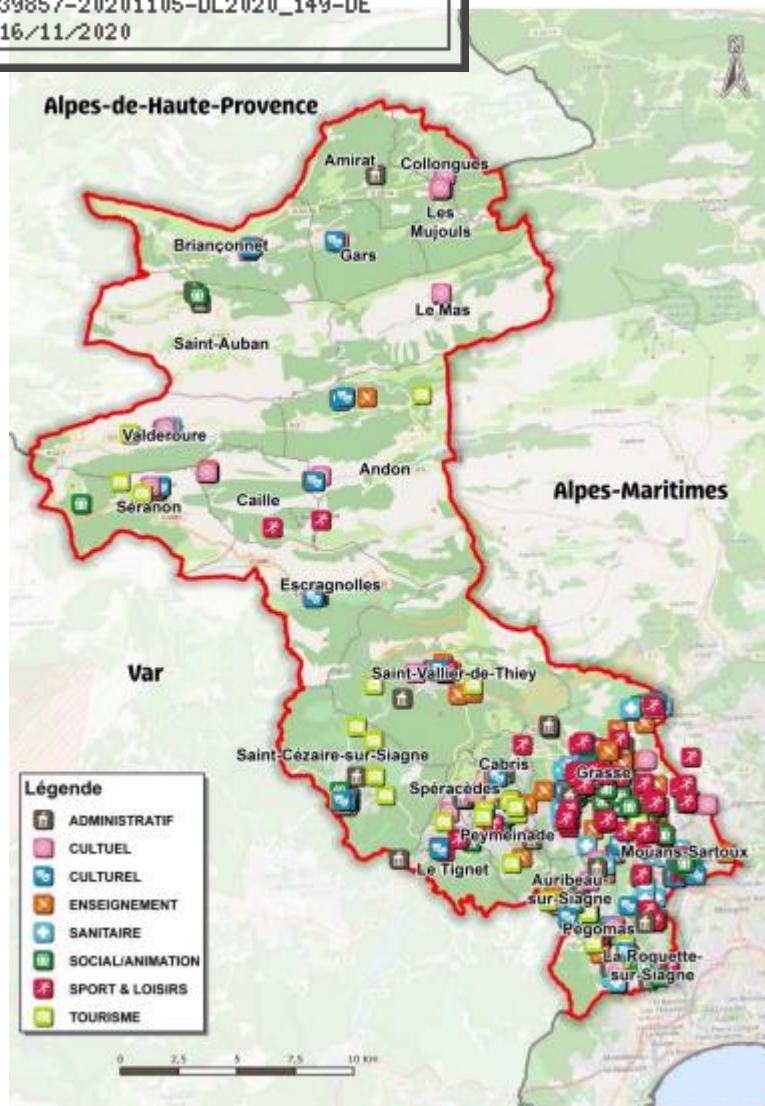 39857-20201105-DL2020_149-DE
16/11/2020
N
Alpes-de-Haute-Provence
Amirat
Collongues
Les
Mujouls
Briançonnet
Gars
Le Mas
Saint-Auban
Valderoure
Andon
Séranon
Caille
Alpes-Maritimes
Escragnolles
Var
Saint-Vallier-de-Thiey
Saint-Cézaire-sur-Siagne
Cabris
Grasse
Spéracèdes
Peymeinade
Mouans-Sartoux
Le Tignet
Auribeau-
sur-Siagne
Pégomas
La Roquette-
sur-Siagne
Légende
ADMINISTRATIF
CULTUEL
CULTUREL
ENSEIGNEMENT
SANITAIRE
SOCIAL/ANIMATION
SPORT & LOISIRS
TOURISME
0 2,5 5 7,5 10 Km